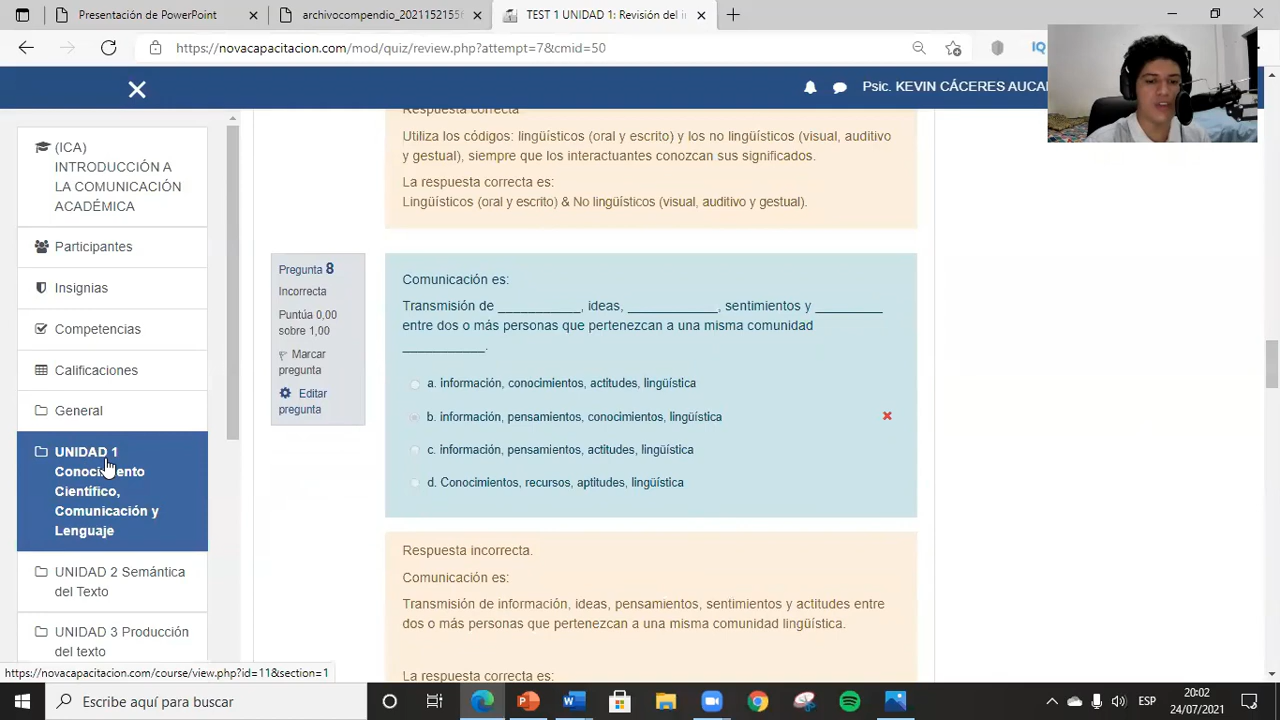 Presentación de PowerPoint
archivocompendio_2021152155
TEST 1 UNIDAD 1: Revisión del i
https://novacapacitacion.com/mod/quiz/review.php?attempt=7&cmid=50
IQ
Psic. KEVIN CÁCERES AUCA
(ICA)
INTRODUCCIÓN A
LA COMUNICACIÓN
ACADÉMICA
Participantes
Insignias
Competencias
Calificaciones
General
UNIDAD 1
Conocimiento
Científico,
Comunicación y
Lenguaje
UNIDAD 2 Semántica
del Texto
UNIDAD 3 Producción
del texto
https://novacapacitacion.com/course/view.php?id=11&section=1
Respuesta correcta
Utiliza los códigos: lingüísticos (oral y escrito) y los no lingüísticos (visual, auditivo
y gestual), siempre que los interactuantes conozcan sus significados.
La respuesta correcta es:
Lingüísticos (oral y escrito) & No lingüísticos (visual, auditivo y gestual).
Pregunta 8
Incorrecta
Puntúa 0,00
sobre 1,00
Marcar
pregunta
Editar
pregunta
Comunicación es:
Transmisión de ___________, ideas, ____________, sentimientos y _________
entre dos o más personas que pertenezcan a una misma comunidad
___________.
a. información, conocimientos, actitudes, lingüística
b. información, pensamientos, conocimientos, lingüística
c. información, pensamientos, actitudes, lingüística
d. Conocimientos, recursos, aptitudes, lingüística
Respuesta incorrecta.
Comunicación es:
Transmisión de información, ideas, pensamientos, sentimientos y actitudes entre
dos o más personas que pertenezcan a una misma comunidad lingüística.
La respuesta correcta es:
Escribe aquí para buscar
ESP
20:02
24/07/2021